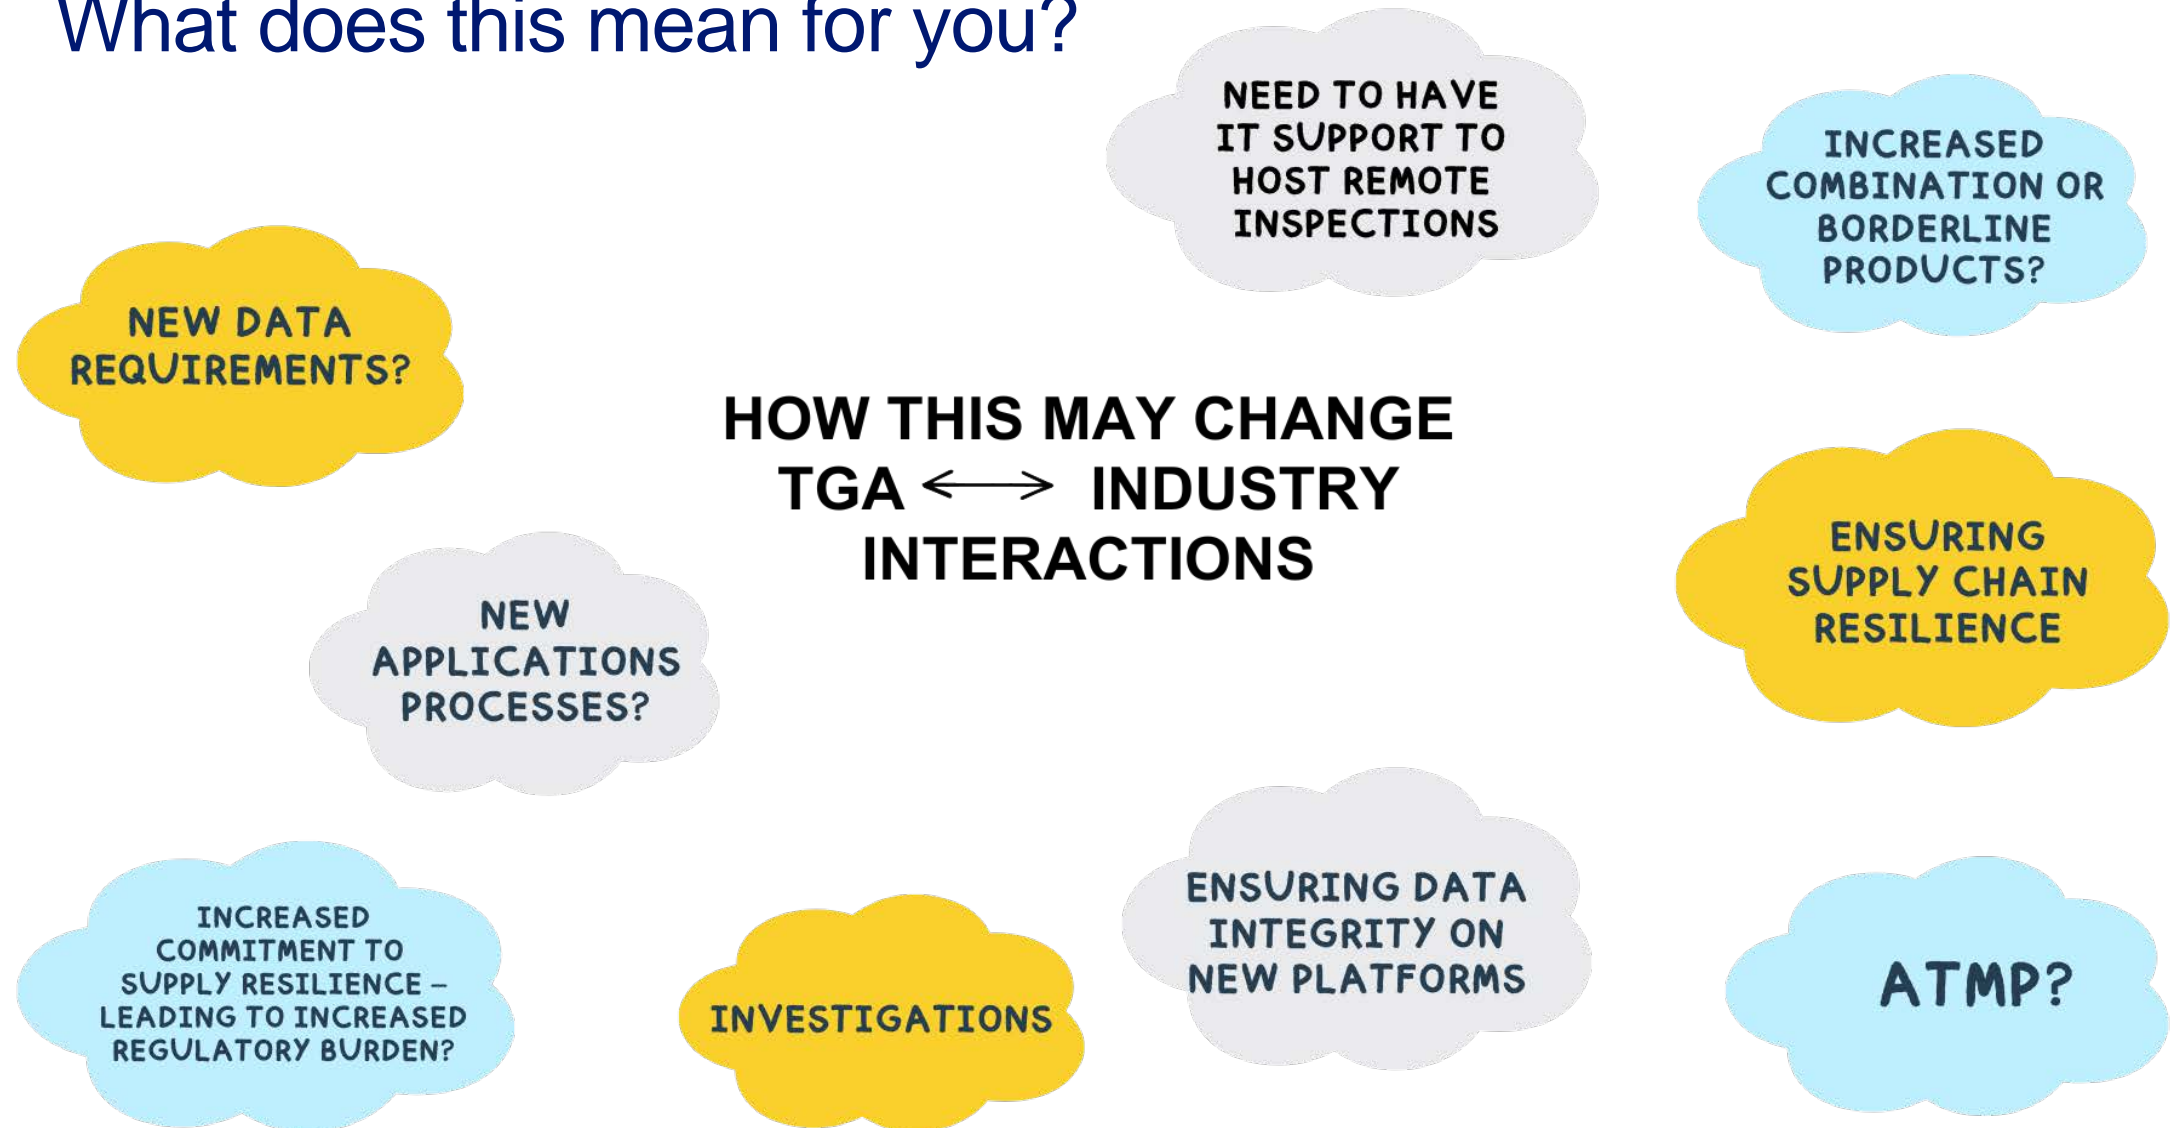 What does this mean for you?
NEED TO HAVE
IT SUPPORT TO
HOST REMOTE
INSPECTIONS
INCREASED
COMBINATION OR
BORDERLINE
PRODUCTS?
NEW DATA
REQUIREMENTS?
HOW THIS MAY CHANGE
TGA ⟷ INDUSTRY
INTERACTIONS
ENSURING
SUPPLY CHAIN
RESILIENCE
NEW
APPLICATIONS
PROCESSES?
INCREASED
COMMITMENT TO
SUPPLY RESILIENCE –
LEADING TO INCREASED
REGULATORY BURDEN?
INVESTIGATIONS
ENSURING DATA
INTEGRITY ON
NEW PLATFORMS
ATMP?